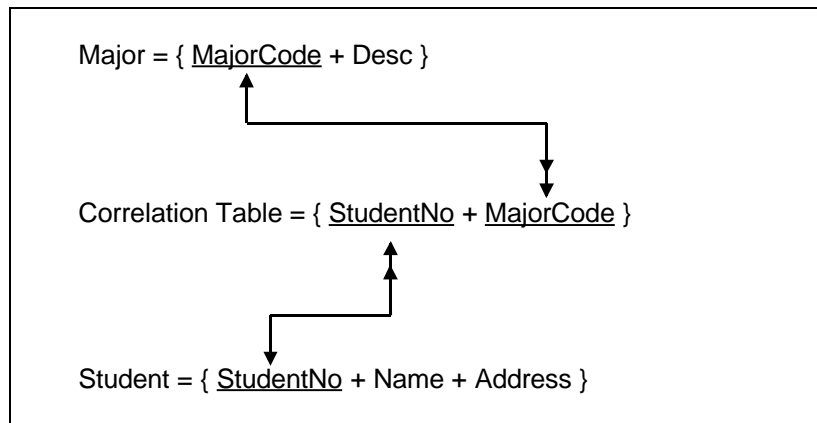 Major = { MajorCode + Desc }
Correlation Table = { StudentNo + MajorCode }
Student = { StudentNo + Name + Address }